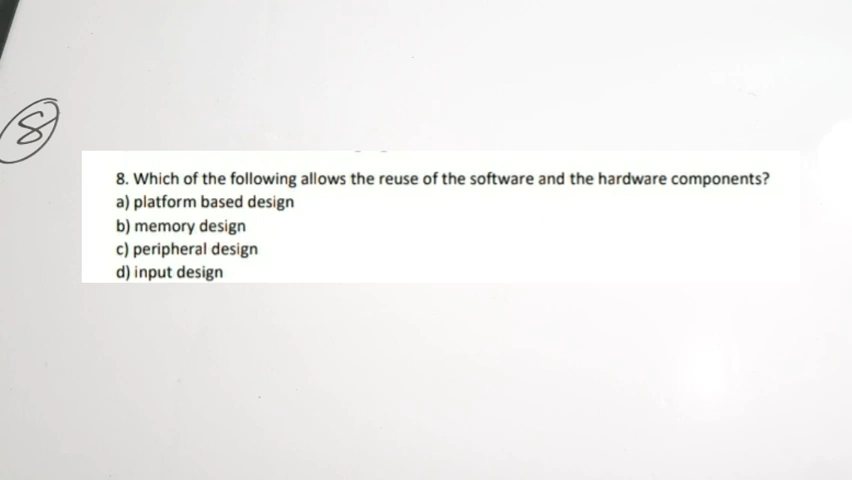 8
8. Which of the following allows the reuse of the software and the hardware components?
a) platform based design
b) memory design
c) peripheral design
d) input design